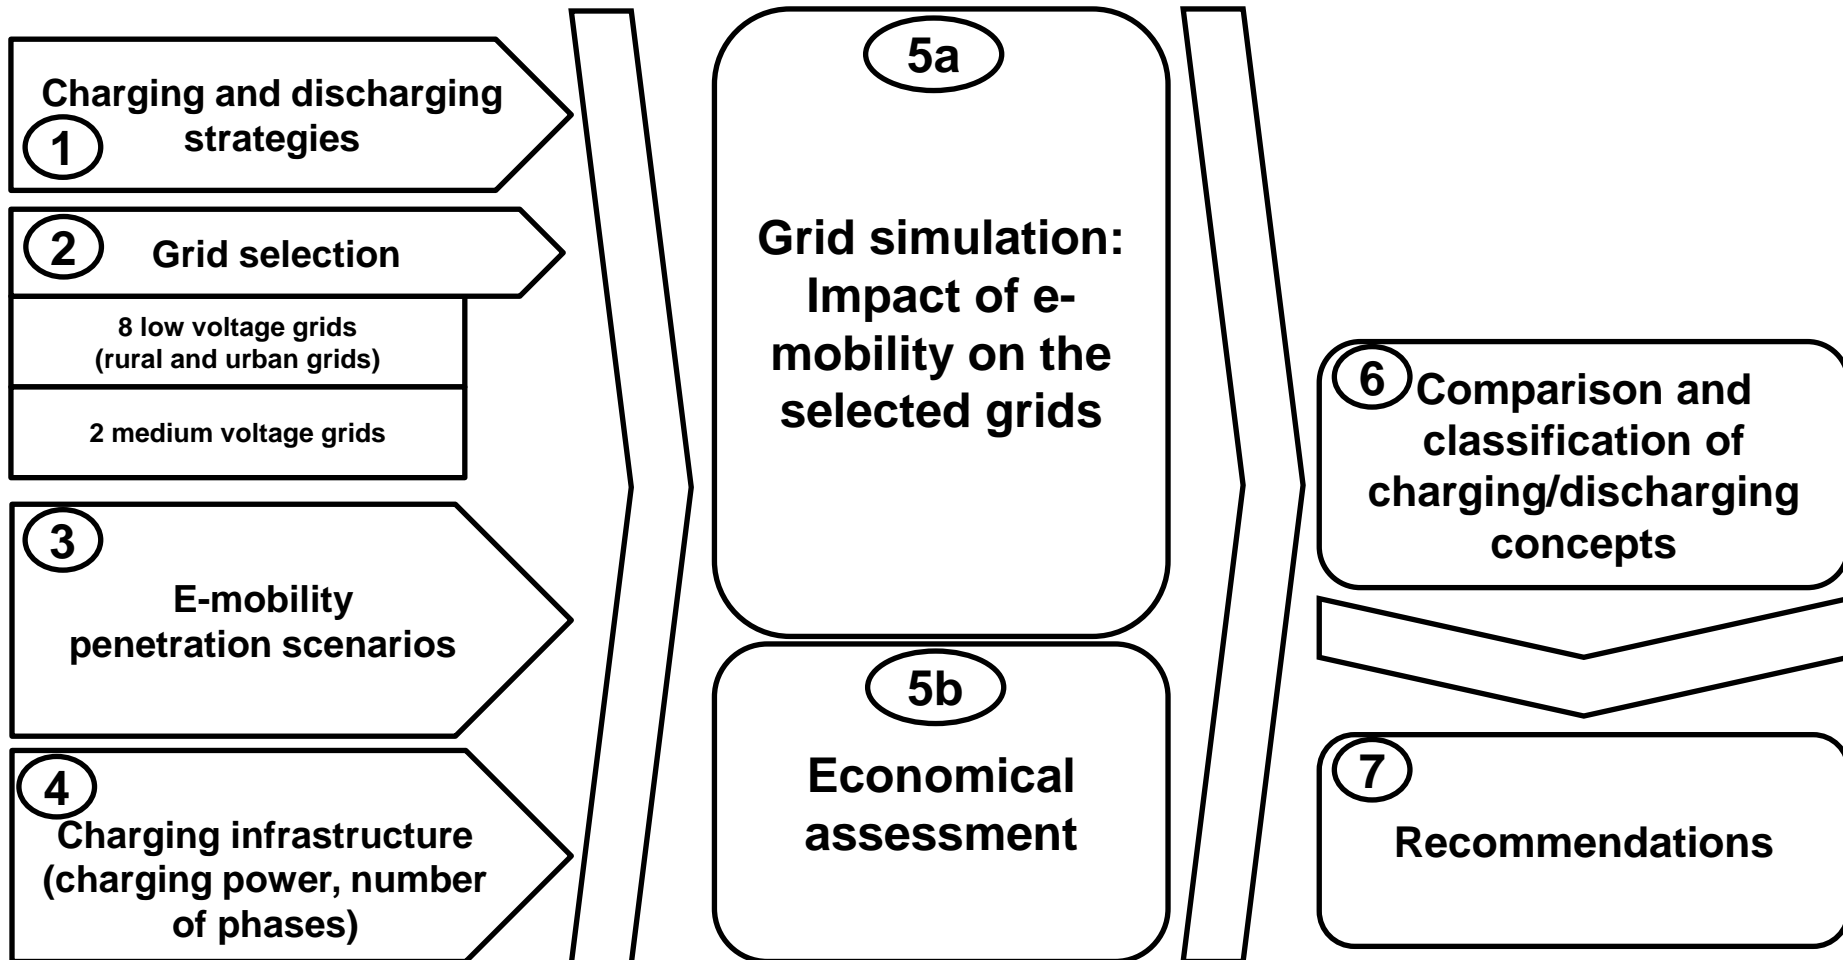 1
Charging and discharging
strategies
2
Grid selection
8 low voltage grids
(rural and urban grids)
2 medium voltage grids
3
E-mobility
penetration scenarios
4
Charging infrastructure
(charging power, number
of phases)
5a
Grid simulation:
Impact of e-
mobility on the
selected grids
5b
Economical
assessment
6
Comparison and
classification of
charging/discharging
concepts
7
Recommendations